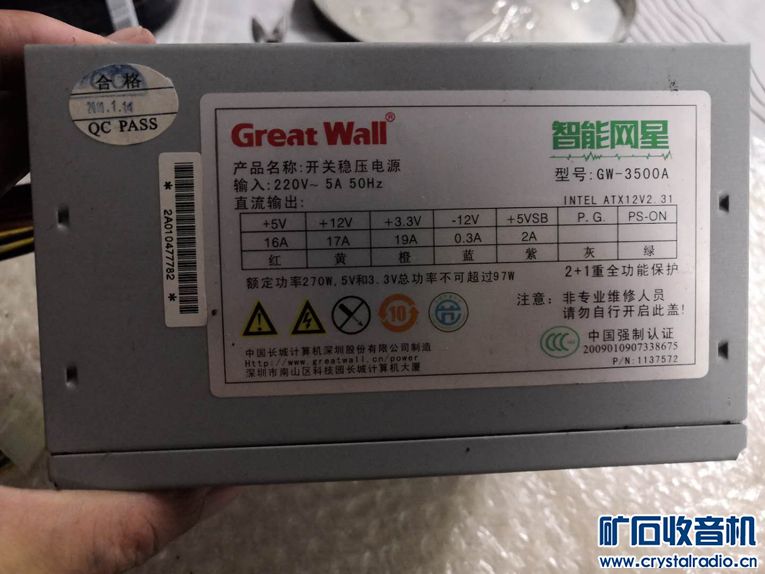 合格
2010.1.14
QC PASS
* 2A010477782 *
Great Wall®
智能网星
产品名称:开关稳压电源
型号:GW-3500A
输入:220V~ 5A 50Hz
直流输出:
INTEL ATX12V2.31
+5V +12V +3.3V -12V +5VSB P.G. PS-ON
16A 17A 19A 0.3A 2A
红 黄 橙 蓝 紫 灰 绿
额定功率270W,5V和3.3V总功率不可超过97W
2+1重全功能保护
注意: 非专业维修人员
请勿自行开启此盖!
10
CCC
中国强制认证
2009010907338675
P/N:1137572
中国长城计算机深圳股份有限公司制造
Http://www.greatwall.cn/power
深圳市南山区科技园长城计算机大厦
矿石收音机
www.crystalradio.cn